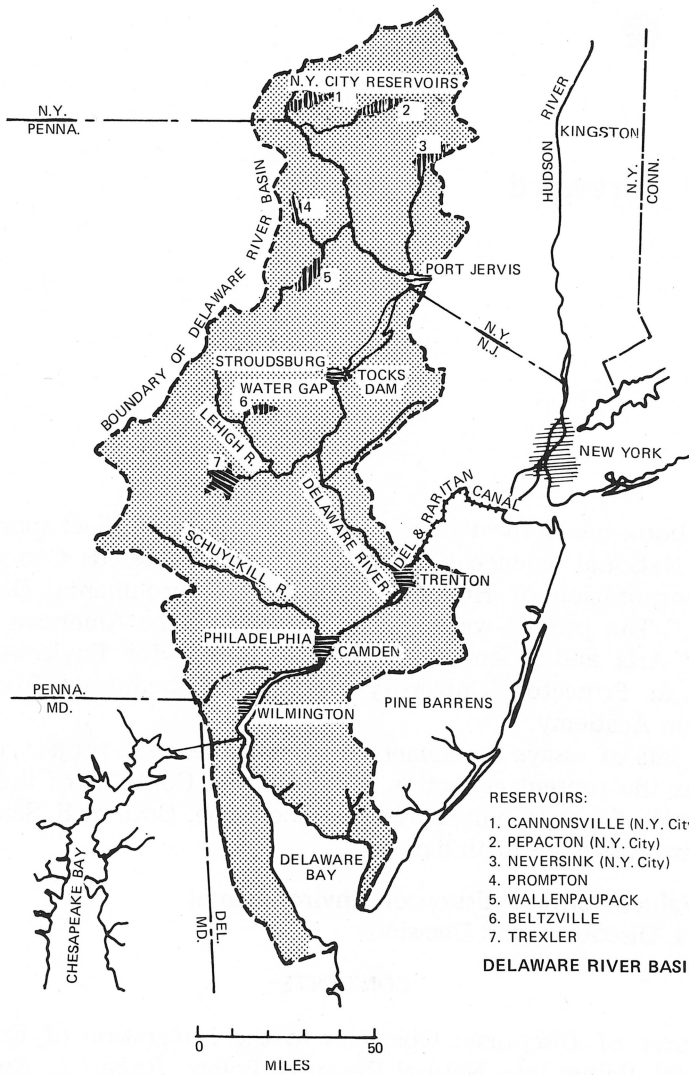 N.Y. CITY RESERVOIRS
1
2
3
N.Y.
PENNA.
HUDSON RIVER
KINGSTON
N.Y.
CONN.
BOUNDARY OF DELAWARE RIVER BASIN
4
5
PORT JERVIS
N.Y.
N.J.
STROUDSBURG
WATER GAP
TOCKS
DAM
6
LEHIGH R.
7
NEW YORK
DEL & RARITAN CANAL
DELAWARE RIVER
SCHUYLKILL R.
TRENTON
PHILADELPHIA
CAMDEN
PENNA.
MD.
WILMINGTON
PINE BARRENS
RESERVOIRS:
1. CANNONSVILLE (N.Y. City
2. PEPACTON (N.Y. City)
3. NEVERSINK (N.Y. City)
4. PROMPTON
5. WALLENPAUPACK
6. BELTZVILLE
7. TREXLER
DELAWARE RIVER BASI
DELAWARE
BAY
CHESAPEAKE BAY
MD.
DEL.
0
50
MILES